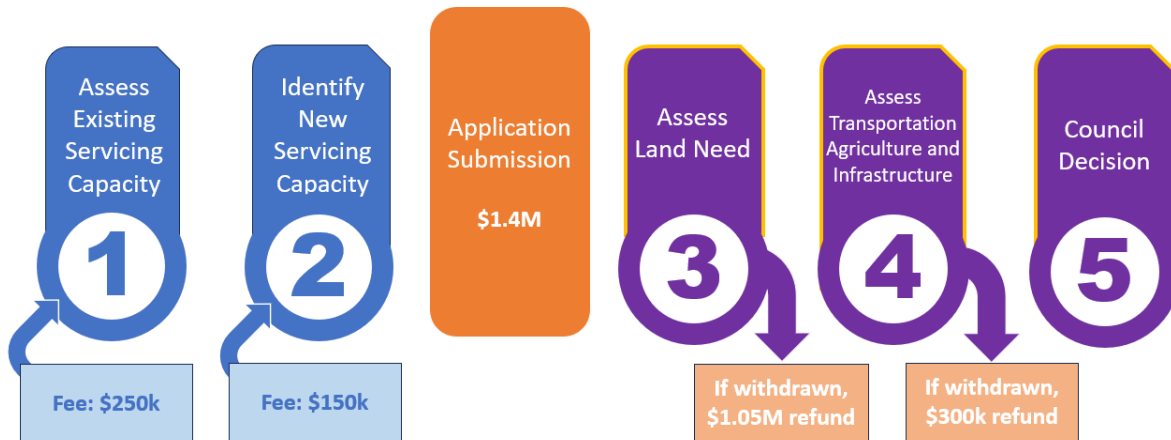 Assess
Existing
Servicing
Capacity
1
Fee: $250k
Identify
New
Servicing
Capacity
2
Fee: $150k
Application
Submission
$1.4M
Assess
Land Need
3
If withdrawn,
$1.05M refund
Assess
Transportation
Agriculture and
Infrastructure
4
If withdrawn,
$300k refund
Council
Decision
5